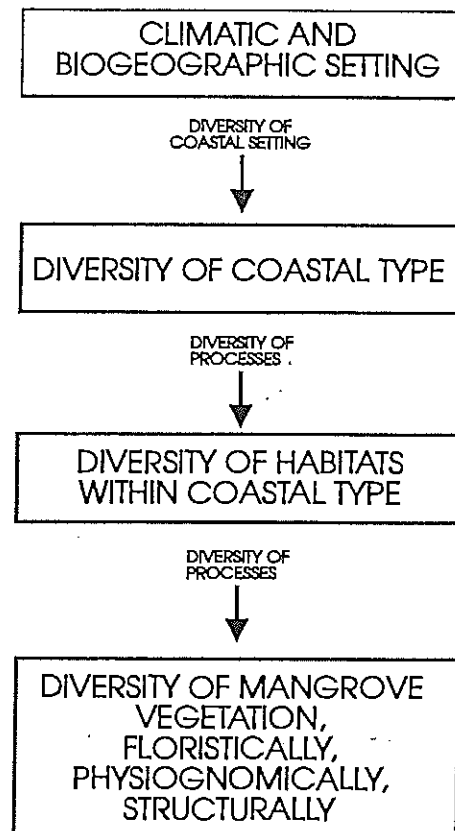 CLIMATIC AND
BIOGEOGRAPHIC SETTING
DIVERSITY OF
COASTAL SETTING
DIVERSITY OF COASTAL TYPE
DIVERSITY OF
PROCESSES
DIVERSITY OF HABITATS
WITHIN COASTAL TYPE
DIVERSITY OF
PROCESSES
DIVERSITY OF MANGROVE
VEGETATION,
FLORISTICALLY,
PHYSIOGNOMICALLY,
STRUCTURALLY